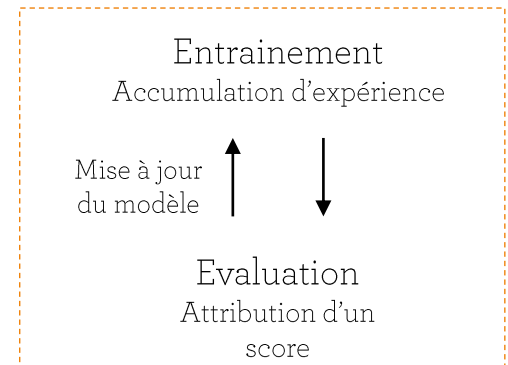 Entrainement
Accumulation d’expérience
Mise à jour
du modèle
Evaluation
Attribution d’un
score